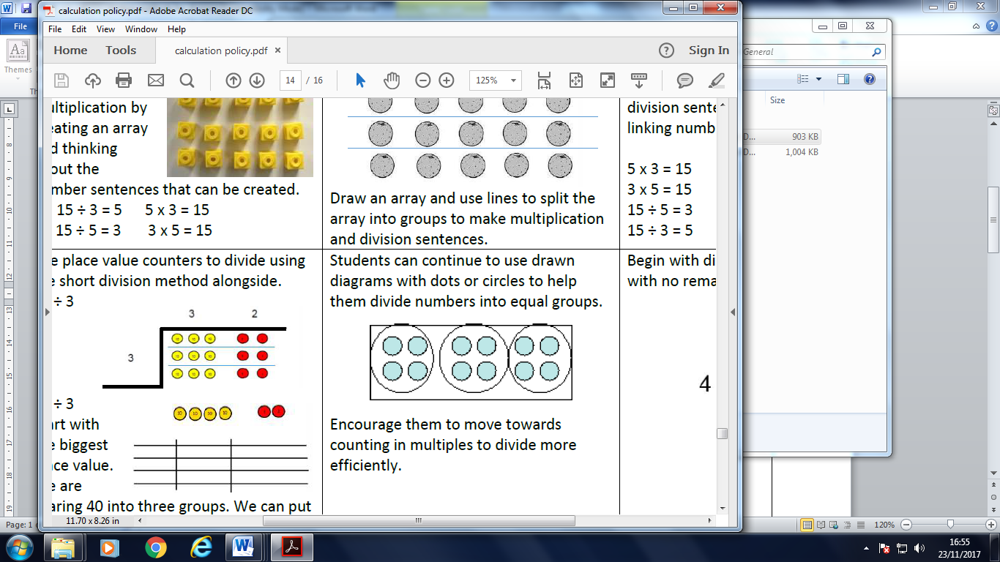 calculation policy.pdf - Adobe Acrobat Reader DC
File
File Edit View Window Help
Home Tools calculation policy.pdf × Sign In
General
Aa
Themes
14 / 16
125%
Size
D... 903 KB
D... 1,004 KB
ultiplication by
eating an array
d thinking
out the
mber sentences that can be created.
15 ÷ 3 = 5 5 x 3 = 15
15 ÷ 5 = 3 3 x 5 = 15
Draw an array and use lines to split the
array into groups to make multiplication
and division sentences.
division sente
linking numb
5 x 3 = 15
3 x 5 = 15
15 ÷ 5 = 3
15 ÷ 3 = 5
e place value counters to divide using
e short division method alongside.
÷ 3
3 2
3
÷ 3
art with
e biggest
ace value.
e are
aring 40 into three groups. We can put
Students can continue to use drawn
diagrams with dots or circles to help
them divide numbers into equal groups.
Encourage them to move towards
counting in multiples to divide more
efficiently.
Begin with di
with no rema
4
11.70 x 8.26 in
Page: 1
120%
16:55
23/11/2017